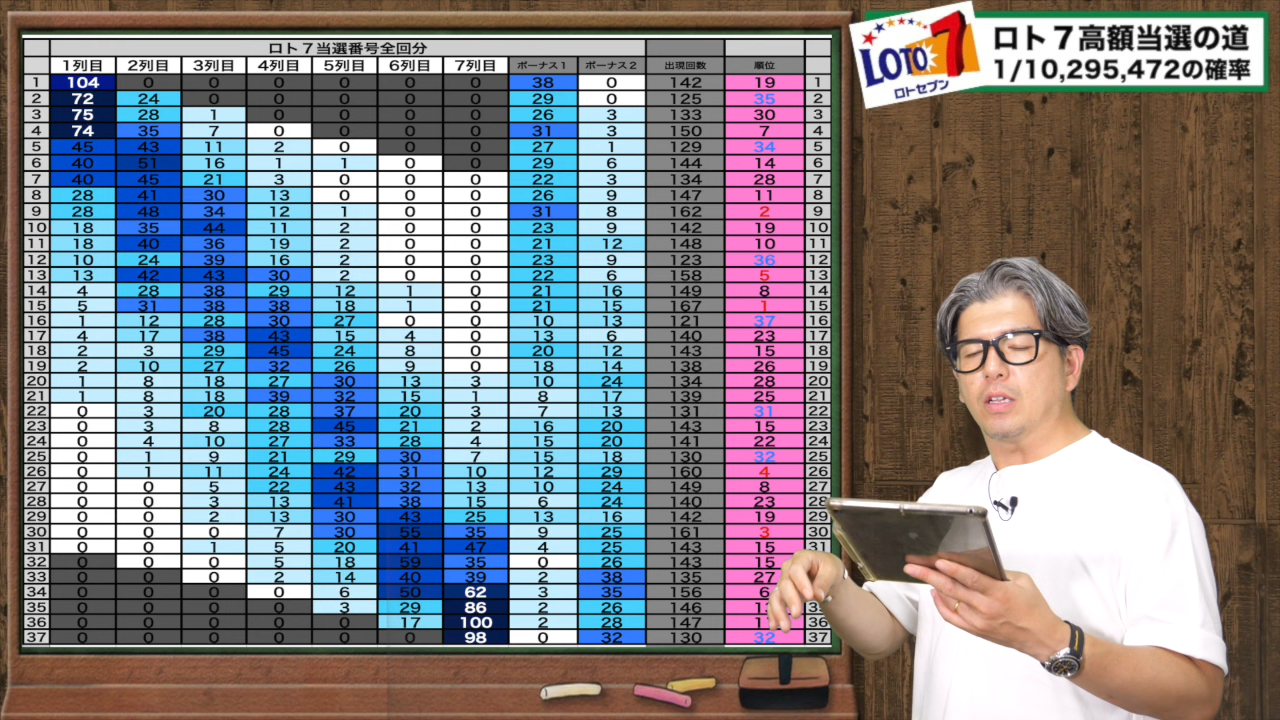 ロト７当選番号全回分
1列目 2列目 3列目 4列目 5列目 6列目 7列目 ボーナス1 ボーナス2 出現回数 順位
1 104 0 0 0 0 0 0 38 0 142 19 1
2 72 24 0 0 0 0 0 29 0 125 35 2
3 75 28 1 0 0 0 0 26 3 133 30 3
4 74 35 7 0 0 0 0 31 3 150 7 4
5 45 43 11 2 0 0 0 27 1 129 34 5
6 40 51 16 1 1 0 0 29 6 144 14 6
7 40 45 21 3 0 0 0 22 3 134 28 7
8 28 41 30 13 0 0 0 26 9 147 11 8
9 28 48 34 12 1 0 0 31 8 162 2 9
10 18 35 44 11 2 0 0 23 9 142 19 10
11 18 40 36 19 2 0 0 21 12 148 10 11
12 10 24 39 16 2 0 0 23 9 123 36 12
13 13 42 43 30 2 0 0 22 6 158 5 13
14 4 28 38 29 12 1 0 21 16 149 8 14
15 5 31 38 38 18 1 0 21 15 167 1 15
16 1 12 28 30 27 0 0 10 13 121 37 16
17 4 17 38 43 15 4 0 13 6 140 23 17
18 2 3 29 45 24 8 0 20 12 143 15 18
19 2 10 27 32 26 9 0 18 14 138 26 19
20 1 8 18 27 30 13 3 10 24 134 28 20
21 1 8 18 39 32 15 1 8 17 139 25 21
22 0 3 20 28 37 20 3 7 13 131 31 22
23 0 3 8 28 45 21 2 16 20 143 15 23
24 0 4 10 27 33 28 4 15 20 141 22 24
25 0 1 9 21 29 30 7 15 18 130 32 25
26 0 1 11 24 42 31 10 12 29 160 4 26
27 0 0 5 22 43 32 13 10 24 149 8 27
28 0 0 3 13 41 38 15 6 24 140 23 28
29 0 0 2 13 30 43 25 13 16 142 19 29
30 0 0 0 7 30 55 35 9 25 161 3 30
31 0 0 1 5 20 41 47 4 25 143 15 31
32 0 0 0 5 18 59 35 0 26 143 15 32
33 0 0 0 2 14 40 39 2 38 135 27 33
34 0 0 0 0 6 50 62 3 35 156 6
35 0 0 0 0 3 29 86 2 26 146 35
36 0 0 0 0 0 17 100 2 28 147 36
37 0 0 0 0 0 0 98 0 32 130 32 37
LOTO 7
ロトセブン
ロト７高額当選の道
1/10,295,472の確率